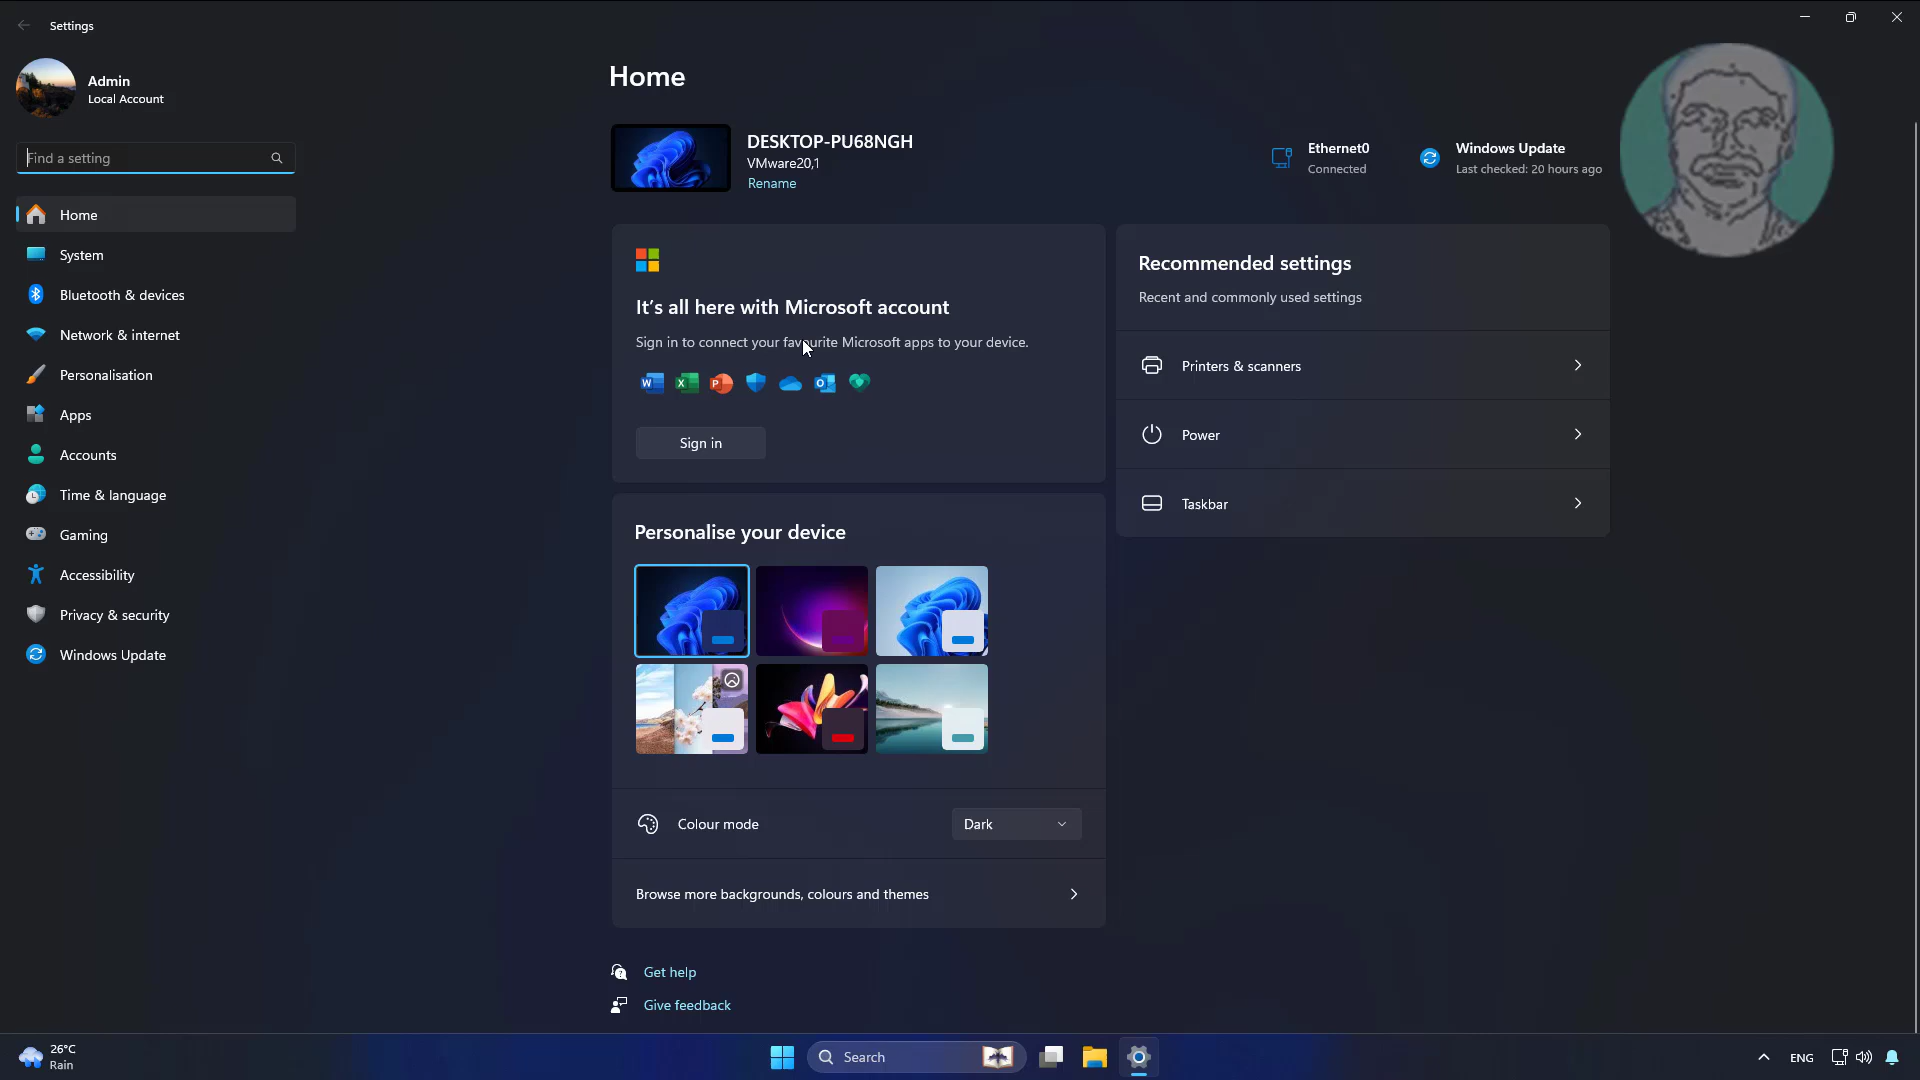 Settings
Admin
Local Account
Find a setting
Home
System
Bluetooth & devices
Network & internet
Personalisation
Apps
Accounts
Time & language
Gaming
Accessibility
Privacy & security
Windows Update
Home
DESKTOP-PU68NGH
VMware20,1
Rename
Ethernet0
Connected
Windows Update
Last checked: 20 hours ago
It's all here with Microsoft account
Sign in to connect your favourite Microsoft apps to your device.
Sign in
Recommended settings
Recent and commonly used settings
Printers & scanners
Power
Taskbar
Personalise your device
Colour mode
Dark
Browse more backgrounds, colours and themes
Get help
Give feedback
26°C
Rain
Search
ENG